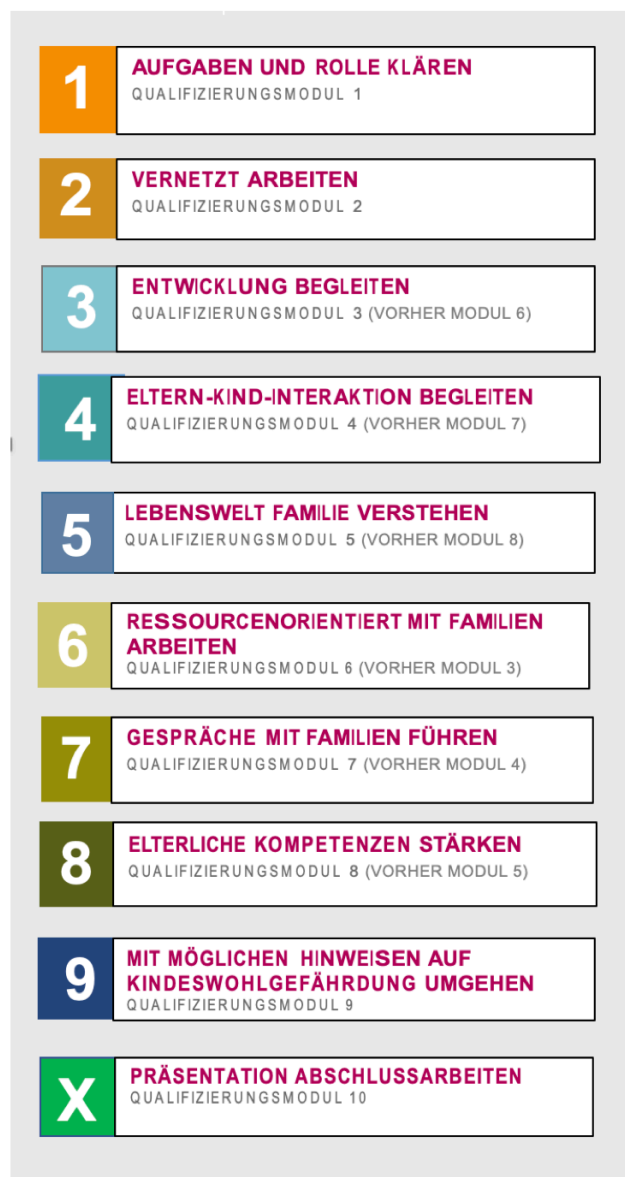 1
AUFGABEN UND ROLLE KLÄREN
QUALIFIZIERUNGSMODUL 1
2
VERNETZT ARBEITEN
QUALIFIZIERUNGSMODUL 2
3
ENTWICKLUNG BEGLEITEN
QUALIFIZIERUNGSMODUL 3 (VORHER MODUL 6)
4
ELTERN-KIND-INTERAKTION BEGLEITEN
QUALIFIZIERUNGSMODUL 4 (VORHER MODUL 7)
5
LEBENSWELT FAMILIE VERSTEHEN
QUALIFIZIERUNGSMODUL 5 (VORHER MODUL 8)
6
RESSOURCENORIENTIERT MIT FAMILIEN
ARBEITEN
QUALIFIZIERUNGSMODUL 6 (VORHER MODUL 3)
7
GESPRÄCHE MIT FAMILIEN FÜHREN
QUALIFIZIERUNGSMODUL 7 (VORHER MODUL 4)
8
ELTERLICHE KOMPETENZEN STÄRKEN
QUALIFIZIERUNGSMODUL 8 (VORHER MODUL 5)
9
MIT MÖGLICHEN HINWEISEN AUF
KINDESWOHLGEFÄHRDUNG UMGEHEN
QUALIFIZIERUNGSMODUL 9
X
PRÄSENTATION ABSCHLUSSARBEITEN
QUALIFIZIERUNGSMODUL 10